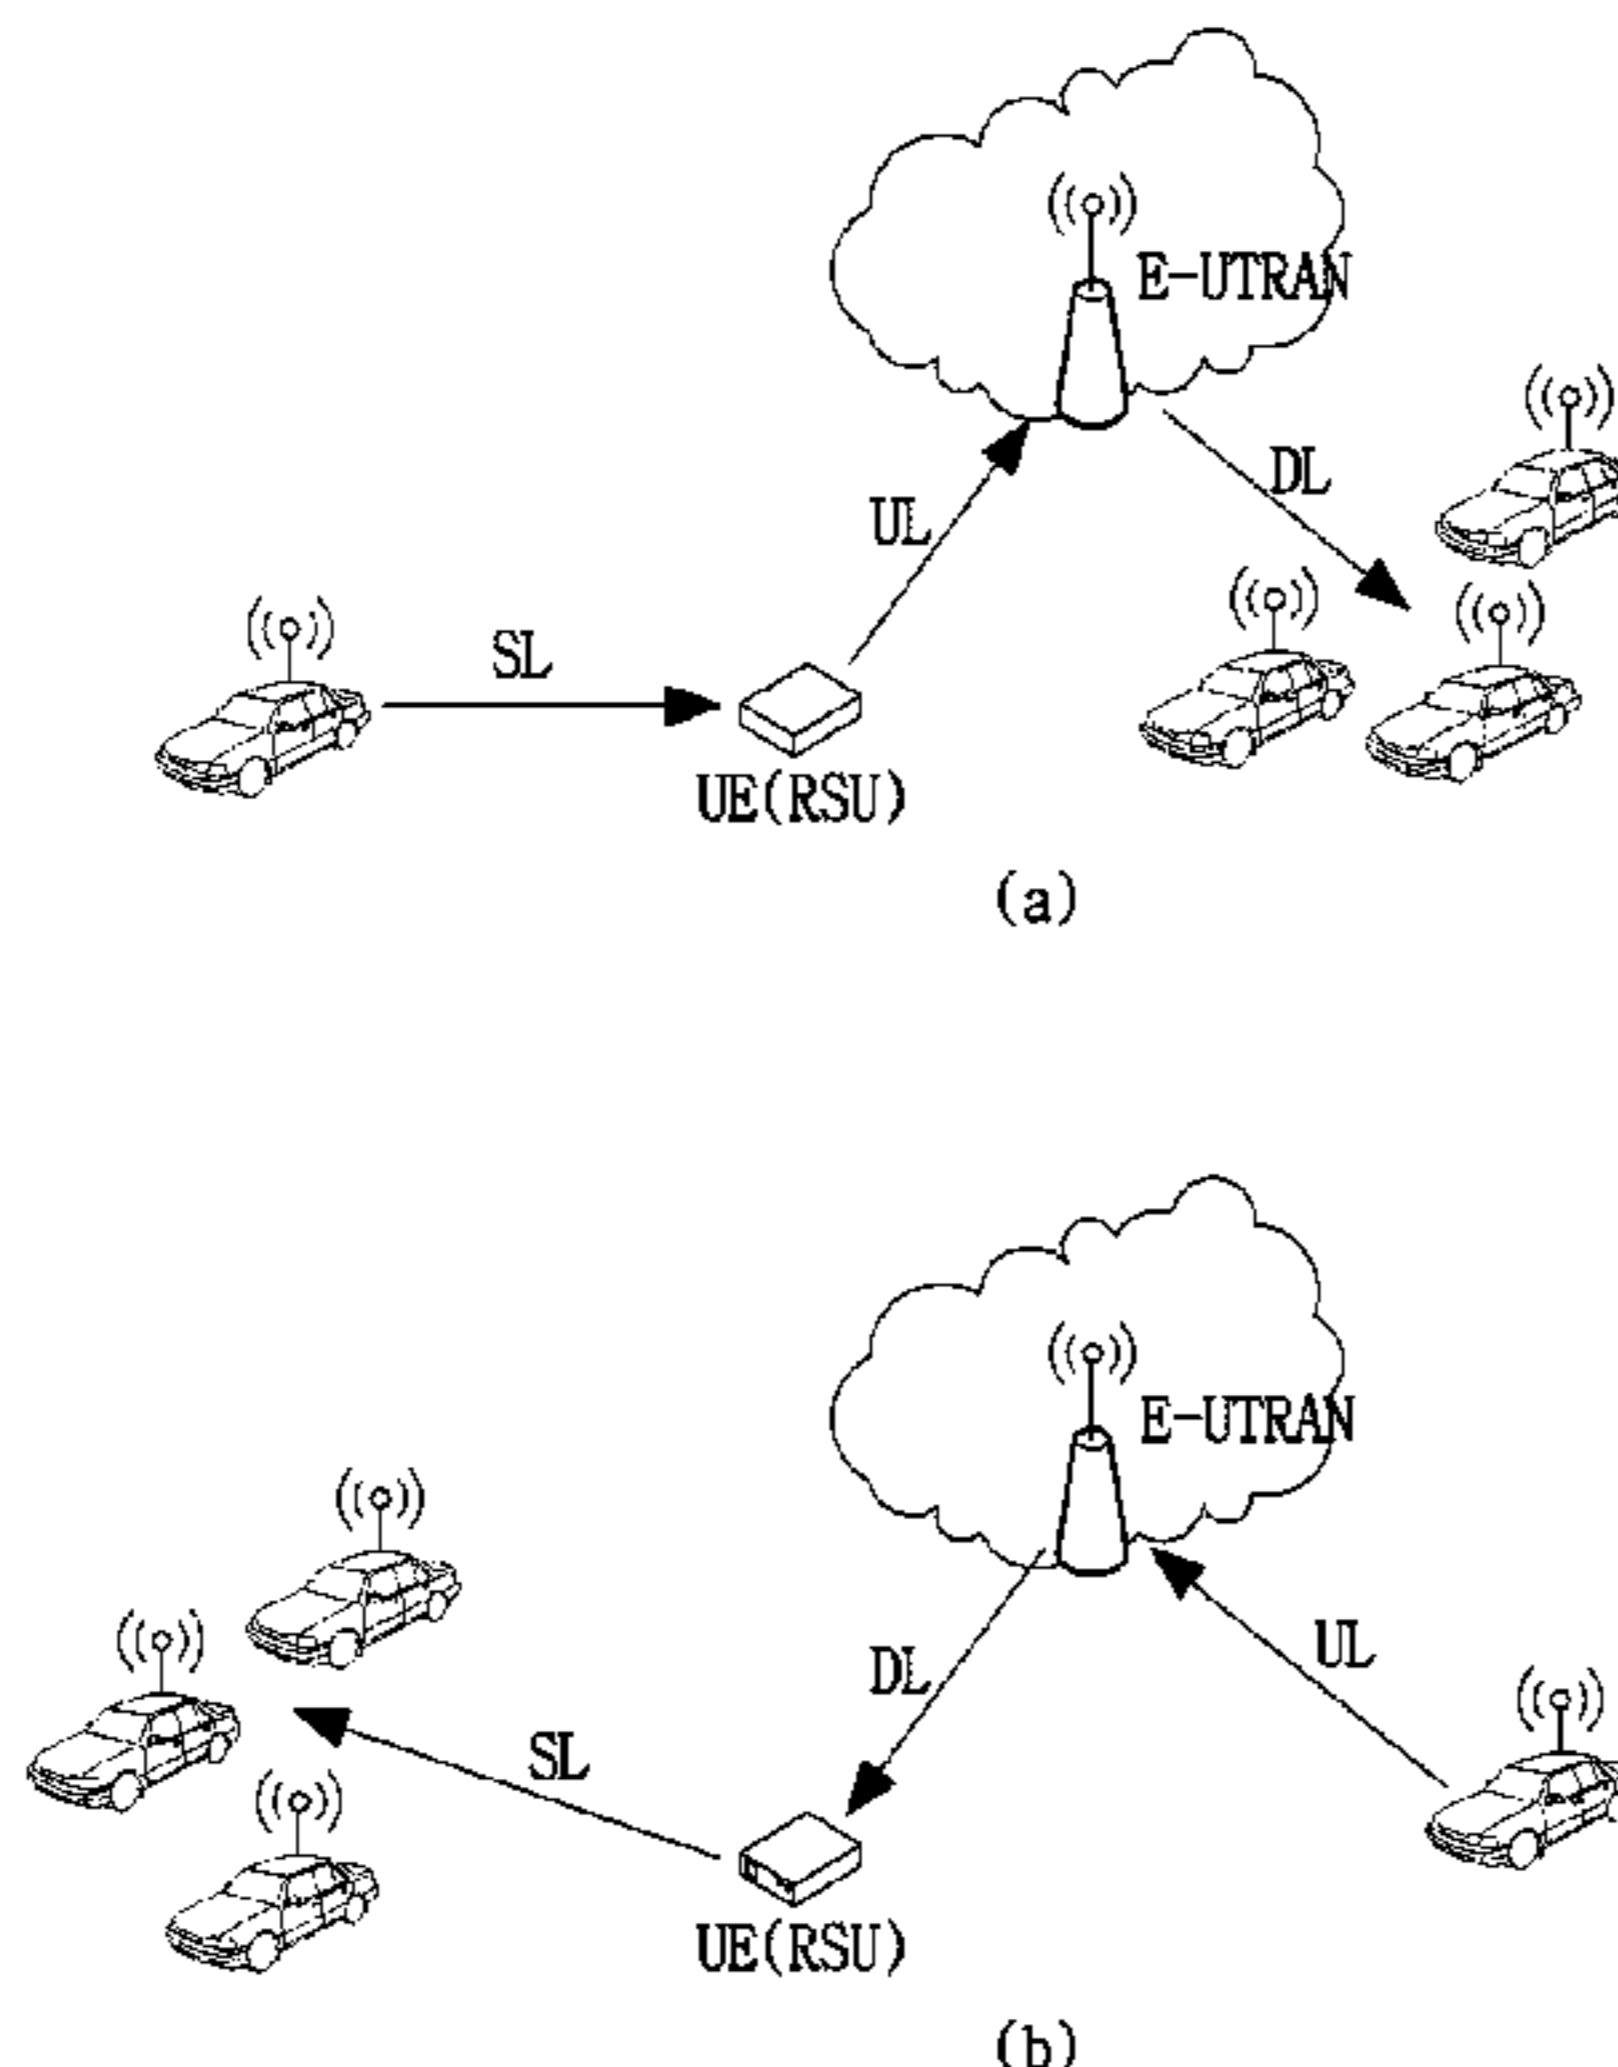 E-UTRAN
DL
UL
SL
UE(RSU)
(a)
E-UTRAN
UL
DL
SL
UE(RSU)
(b)